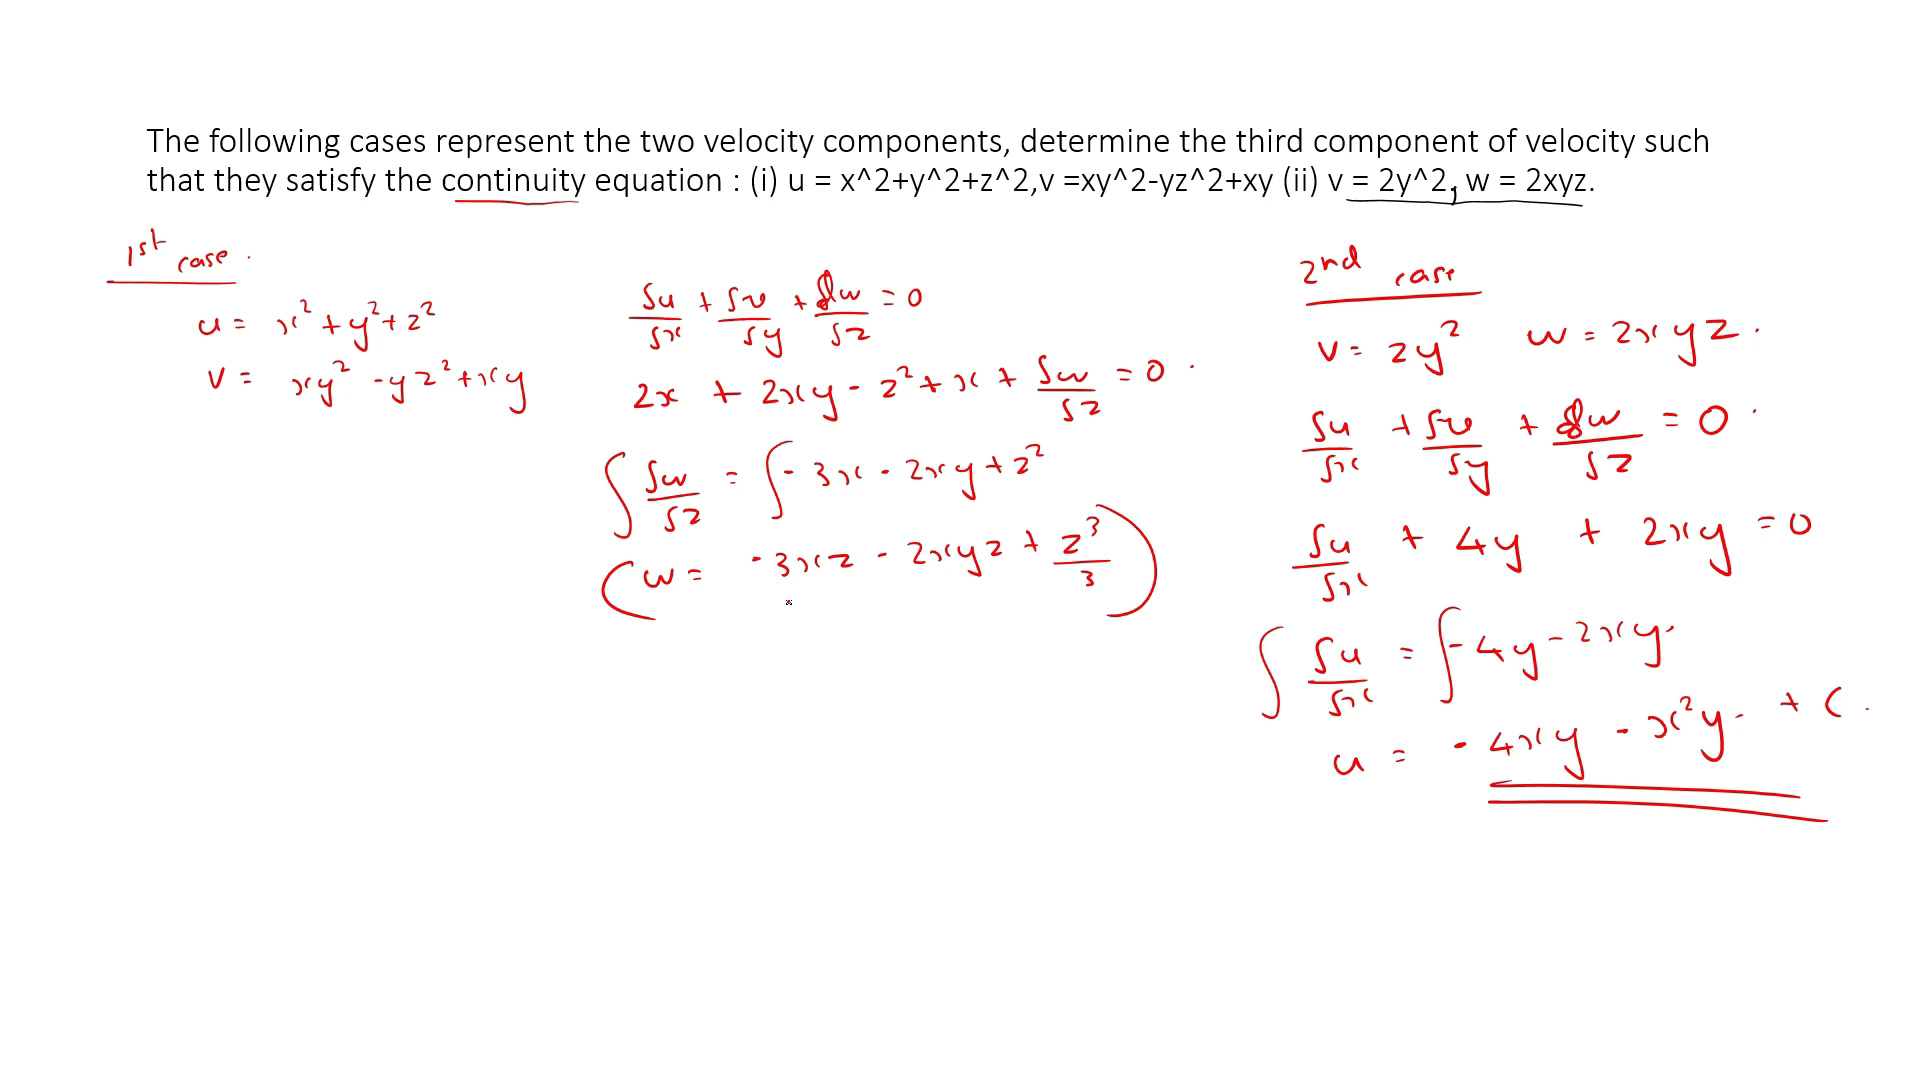 The following cases represent the two velocity components, determine the third component of velocity such
that they satisfy the continuity equation : (i) u = x^2+y^2+z^2,v =xy^2-yz^2+xy (ii) v = 2y^2, w = 2xyz.
1st case.
u = x² + y² + z²
v = xy² - yz² + xy
δu/δx + δv/δy + δw/δz = 0
2x + 2xy - z² + x + δw/δz = 0.
∫ δw/δz = ∫ - 3x - 2xy + z²
(w = -3xz - 2xyz + z³/3)
2nd case
v = 2y² w = 2xyz.
δu/δx + δv/δy + δw/δz = 0.
δu/δx + 4y + 2xy = 0
∫ δu/δx = ∫ -4y - 2xy.
u = - 4xy - x²y. + C.